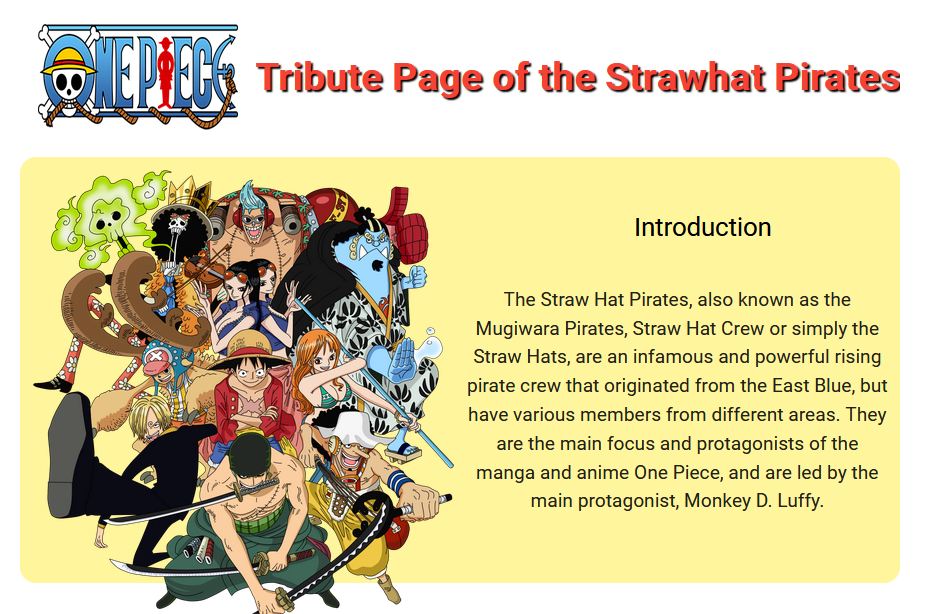 ONE PIECE
Tribute Page of the Strawhat Pirates
Introduction
The Straw Hat Pirates, also known as the
Mugiwara Pirates, Straw Hat Crew or simply the
Straw Hats, are an infamous and powerful rising
pirate crew that originated from the East Blue, but
have various members from different areas. They
are the main focus and protagonists of the
manga and anime One Piece, and are led by the
main protagonist, Monkey D. Luffy.